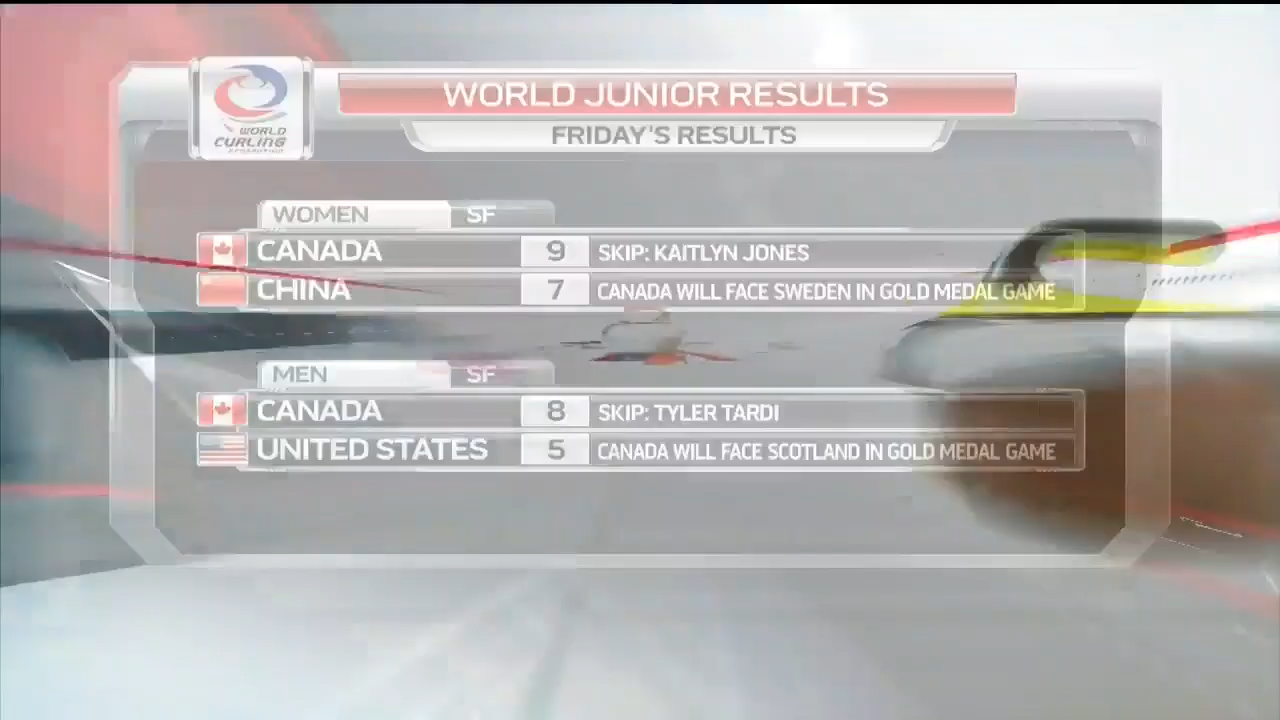 WORLD JUNIOR RESULTS
WORLD
CURLING
FEDERATION
FRIDAY'S RESULTS
WOMEN SF
CANADA 9 SKIP: KAITLYN JONES
CHINA 7 CANADA WILL FACE SWEDEN IN GOLD MEDAL GAME
MEN SF
CANADA 8 SKIP: TYLER TARDI
UNITED STATES 5 CANADA WILL FACE SCOTLAND IN GOLD MEDAL GAME